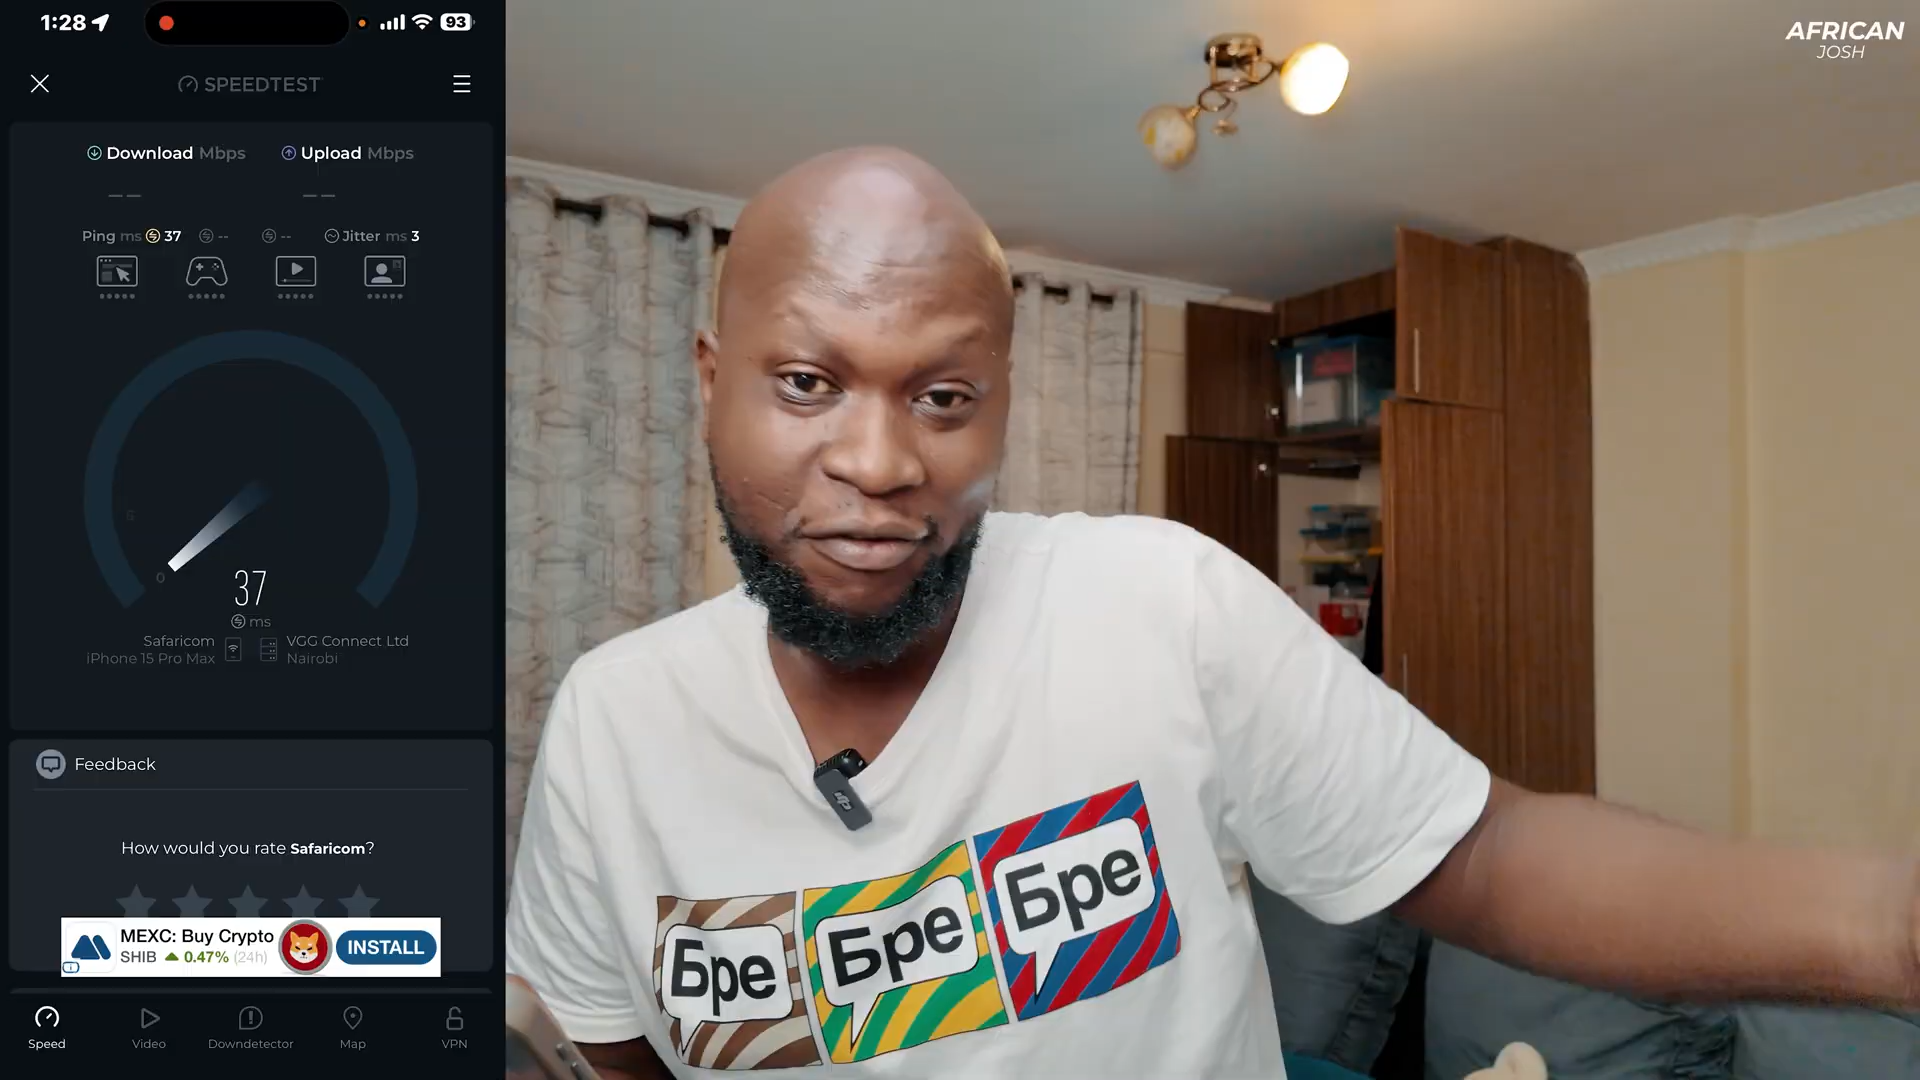 1:28
93
SPEEDTEST
Download Mbps
Upload Mbps
Ping ms 37
Jitter ms 3
5
0
37
ms
Safaricom
iPhone 15 Pro Max
VGG Connect Ltd
Nairobi
Feedback
How would you rate Safaricom?
MEXC: Buy Crypto
SHIB 0.47% (24h)
INSTALL
Speed
Video
Downdetector
Map
VPN
AFRICAN
JOSH
dji
Бре
Бре
Бре